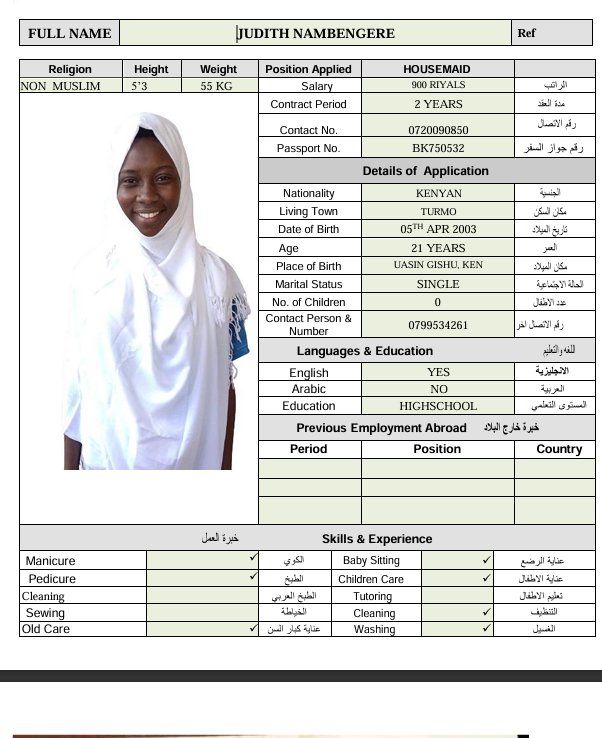 FULL NAME JUDITH NAMBENGERE Ref
Religion Height Weight Position Applied HOUSEMAID
NON MUSLIM 5’3 55 KG Salary 900 RIYALS الراتب
Contract Period 2 YEARS مدة العقد
Contact No. 0720090850 رقم الاتصال
Passport No. BK750532 رقم جواز السفر
Details of Application
Nationality KENYAN الجنسية
Living Town TURMO مكان السكن
Date of Birth 05TH APR 2003 تاريخ الميلاد
Age 21 YEARS العمر
Place of Birth UASIN GISHU, KEN مكان الميلاد
Marital Status SINGLE الحالة الاجتماعية
No. of Children 0 عدد الاطفال
Contact Person & Number 0799534261 رقم الاتصال اخر
Languages & Education اللغه والتعليم
English YES الانجليزية
Arabic NO العربية
Education HIGHSCHOOL المستوى التعلمي
Previous Employment Abroad خبرة خارج البلاد
Period Position Country
خبرة العمل Skills & Experience
Manicure ✓ الكوي Baby Sitting ✓ عناية الرضع
Pedicure ✓ الطبخ Children Care ✓ عناية الاطفال
Cleaning الطبخ العربي Tutoring تعليم الاطفال
Sewing الخياطة Cleaning ✓ التنظيف
Old Care ✓ عناية كبار السن Washing ✓ الغسيل